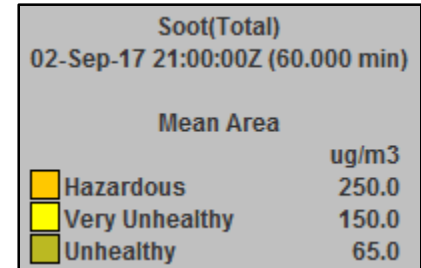 Soot(Total)
02-Sep-17 21:00:00Z (60.000 min)
Mean Area
ug/m3
Hazardous 250.0
Very Unhealthy 150.0
Unhealthy 65.0